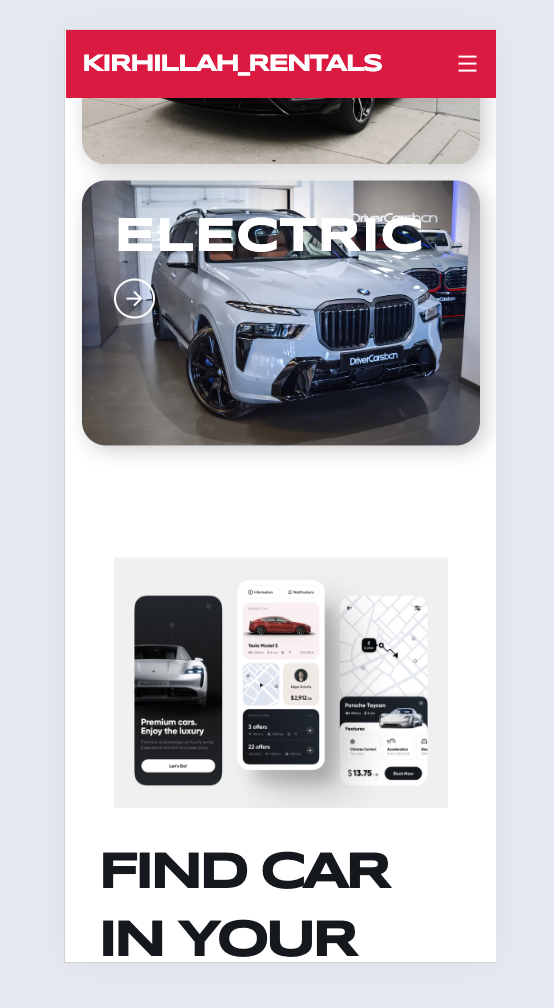 KIRHILLAH_RENTALS
DriverCarsbcn
ELECTRIC
DriverCarsbcn
Information
Notifications
Tesla Model S
Premium cars.
Enjoy the luxury
Let's Go!
$2,912
3 offers
22 offers
Porsche Taycan
Features
Climate Control
Acceleration
$ 13.75
Book Now
FIND CAR
IN YOUR